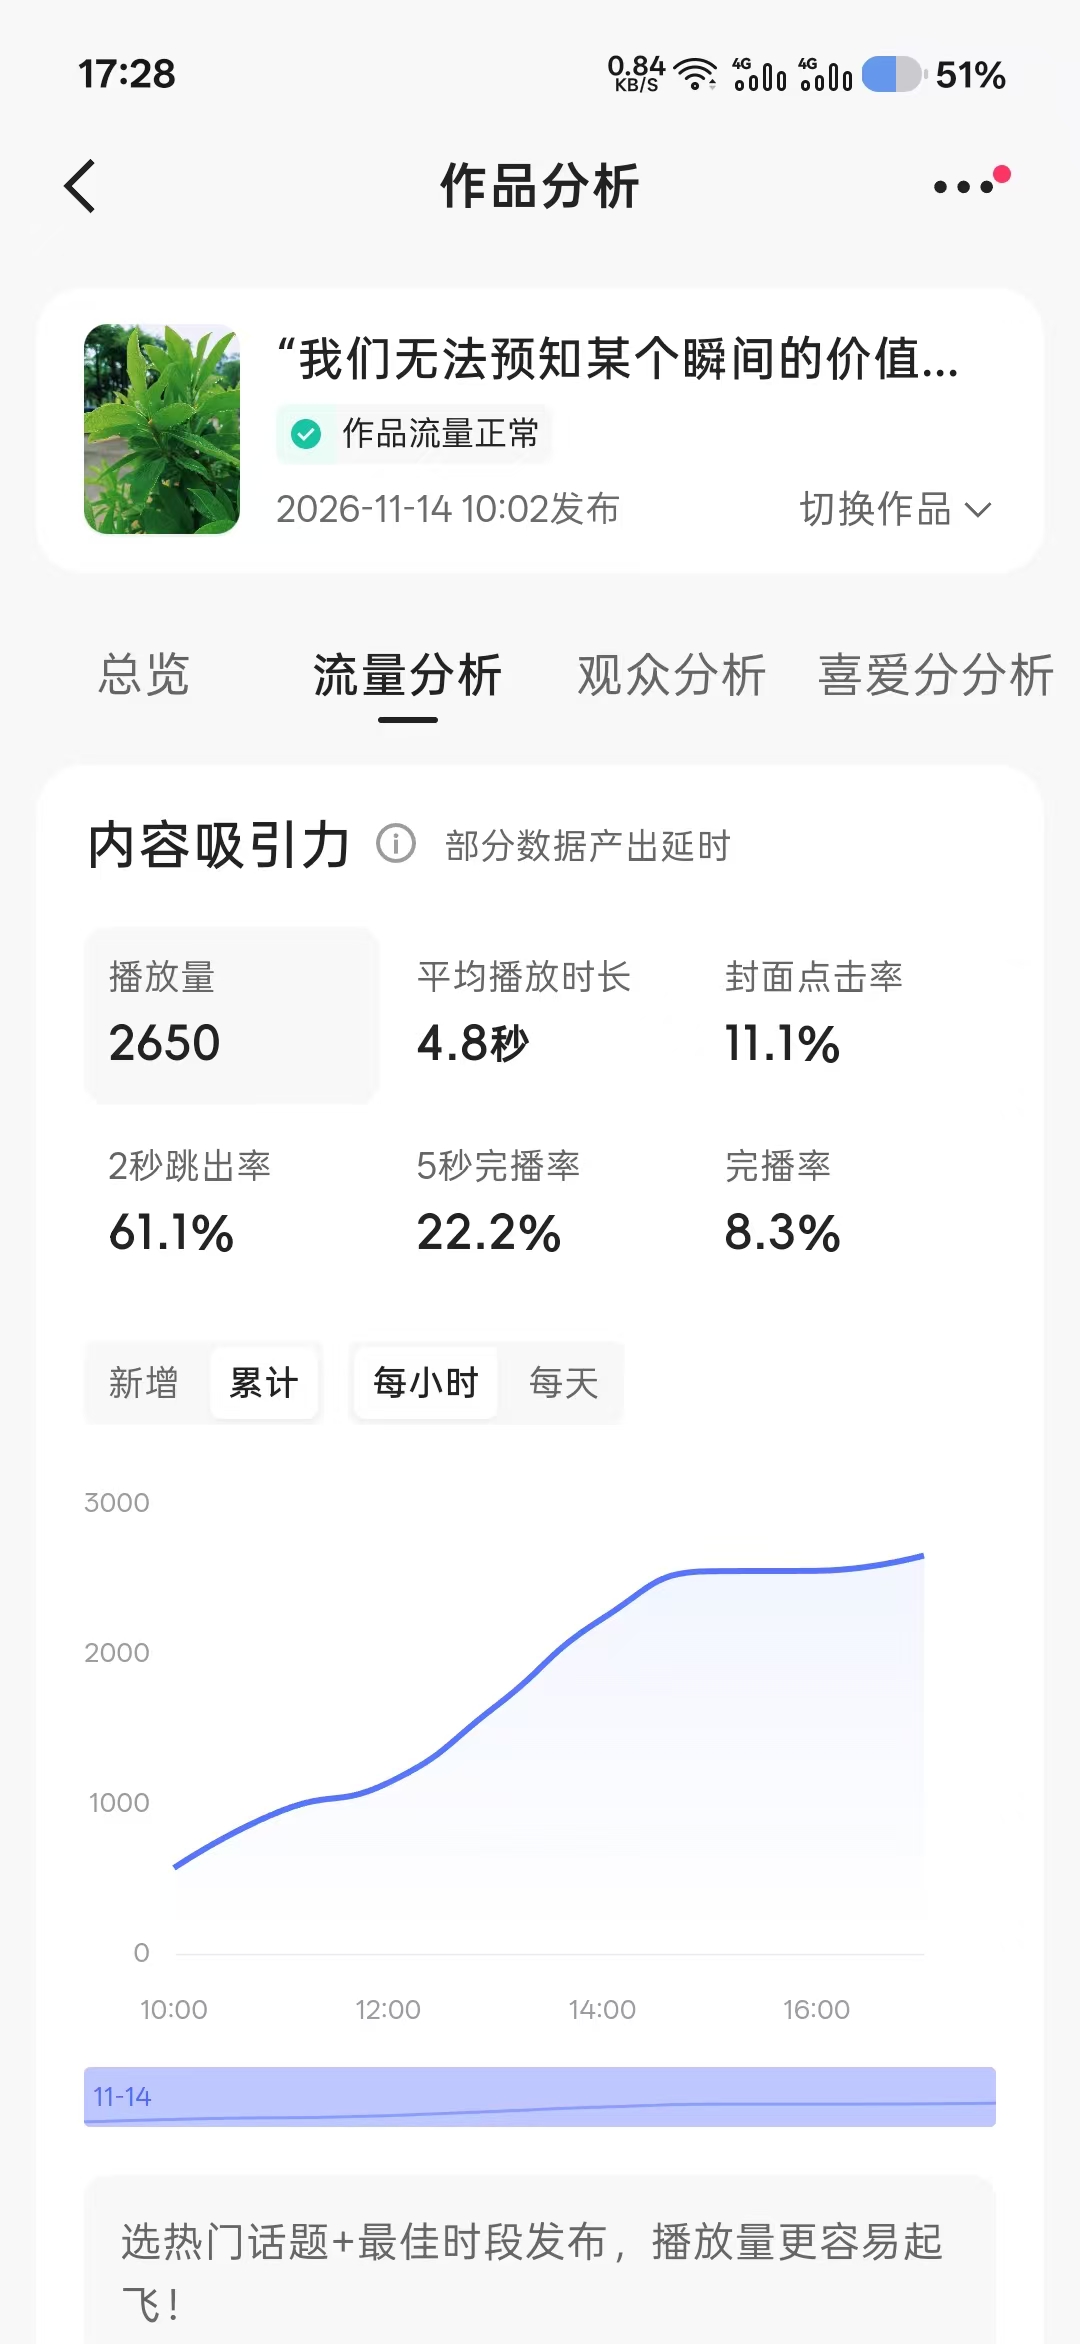 17:28
0.84 KB/S 4G 4G 51%
作品分析
“我们无法预知某个瞬间的价值...
作品流量正常
2026-11-14 10:02发布 切换作品
总览 流量分析 观众分析 喜爱分分析
内容吸引力 部分数据产出延时
播放量 平均播放时长 封面点击率
2650 4.8秒 11.1%
2秒跳出率 5秒完播率 完播率
61.1% 22.2% 8.3%
新增 累计 每小时 每天
3000
2000
1000
0
10:00 12:00 14:00 16:00
11-14
选热门话题+最佳时段发布，播放量更容易起
飞！